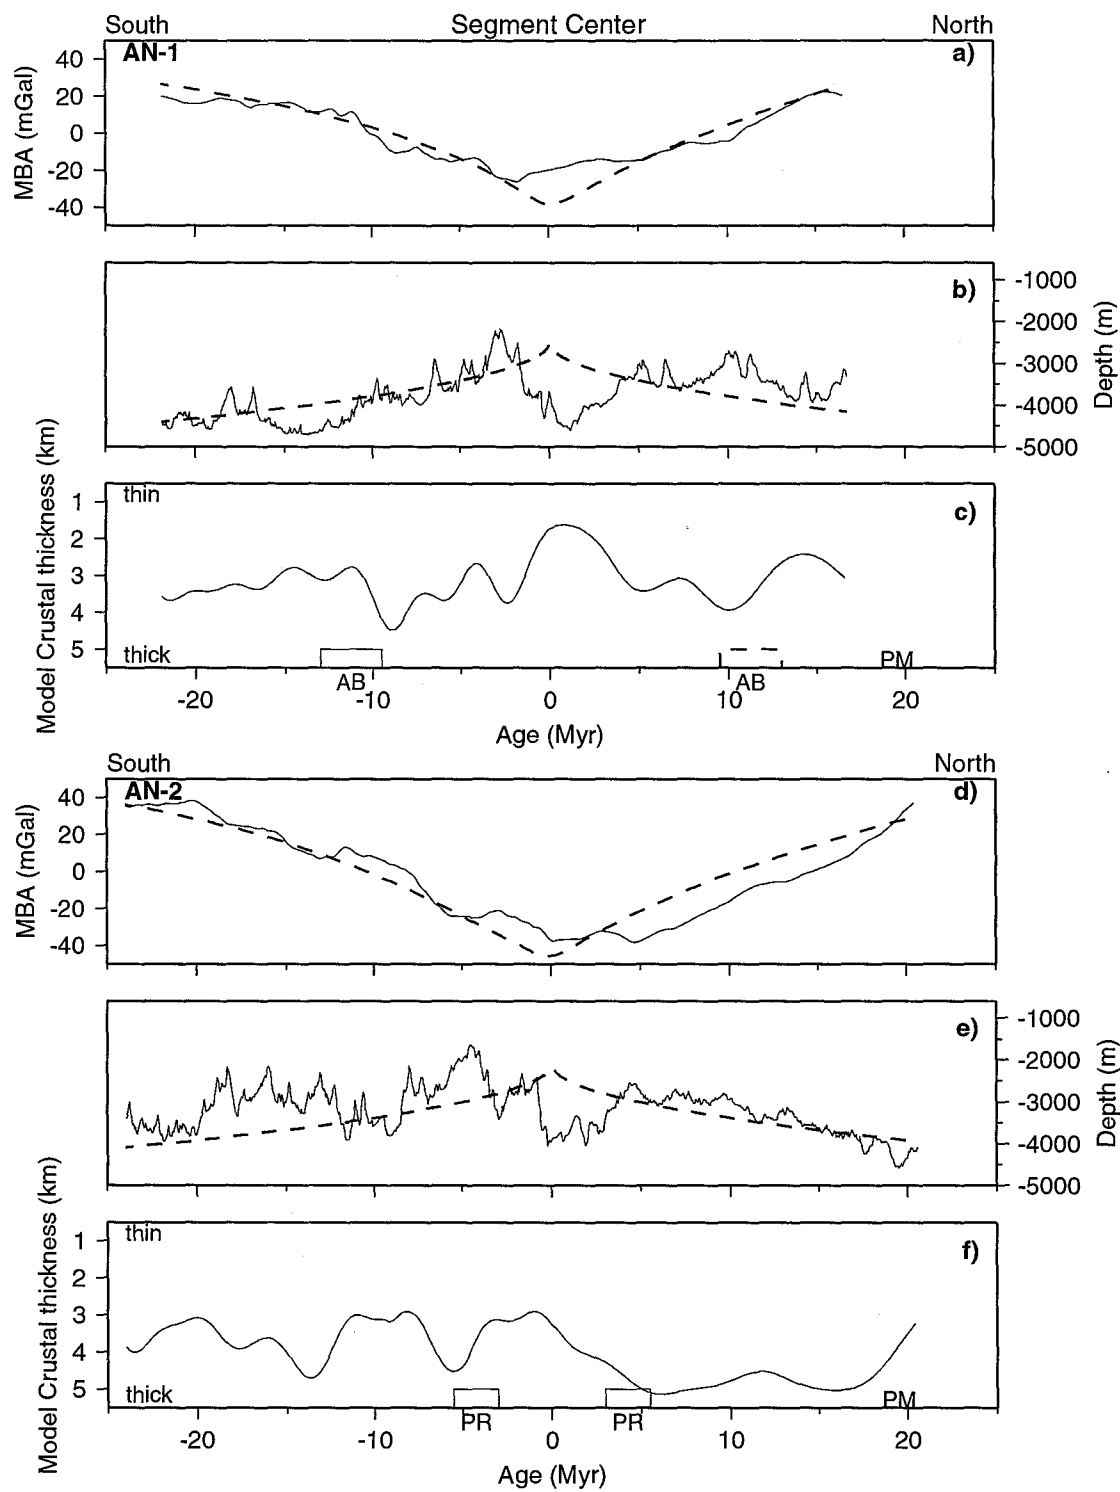 South Segment Center North
AN-1 a)
MBA (mGal)
40
20
0
-20
-40
b)
-1000
-2000
-3000
-4000
-5000
Depth (m)
Model Crustal thickness (km)
thin c)
1
2
3
4
5
thick PM
AB AB
-20 -10 0 10 20
Age (Myr)
South North
AN-2 d)
MBA (mGal)
40
20
0
-20
-40
e)
-1000
-2000
-3000
-4000
-5000
Depth (m)
Model Crustal thickness (km)
thin f)
1
2
3
4
5
thick PM
PR PR
-20 -10 0 10 20
Age (Myr)